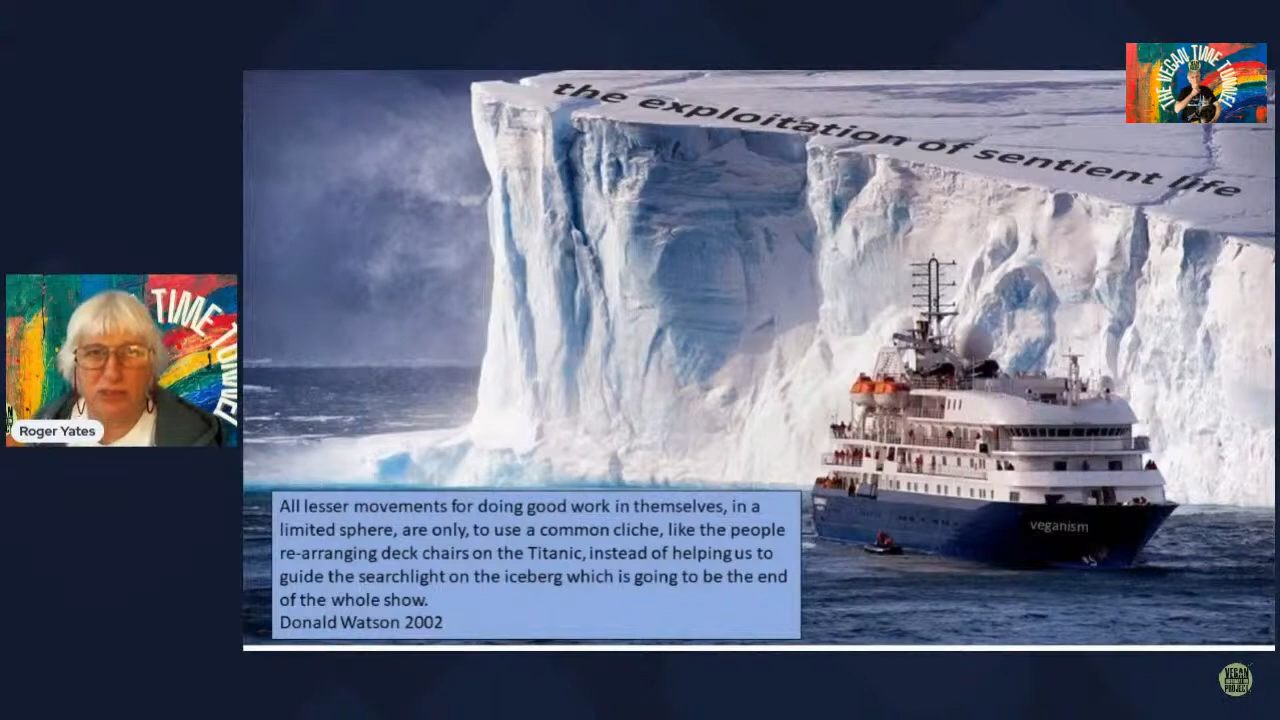 THE VEGAN TIME TUNNEL
the exploitation of sentient life
TIME TUNNEL
Roger Yates
All lesser movements for doing good work in themselves, in a
limited sphere, are only, to use a common cliche, like the people
re-arranging deck chairs on the Titanic, instead of helping us to
guide the searchlight on the iceberg which is going to be the end
of the whole show.
Donald Watson 2002
veganism
VEGAN
INFORMATION
PROJECT